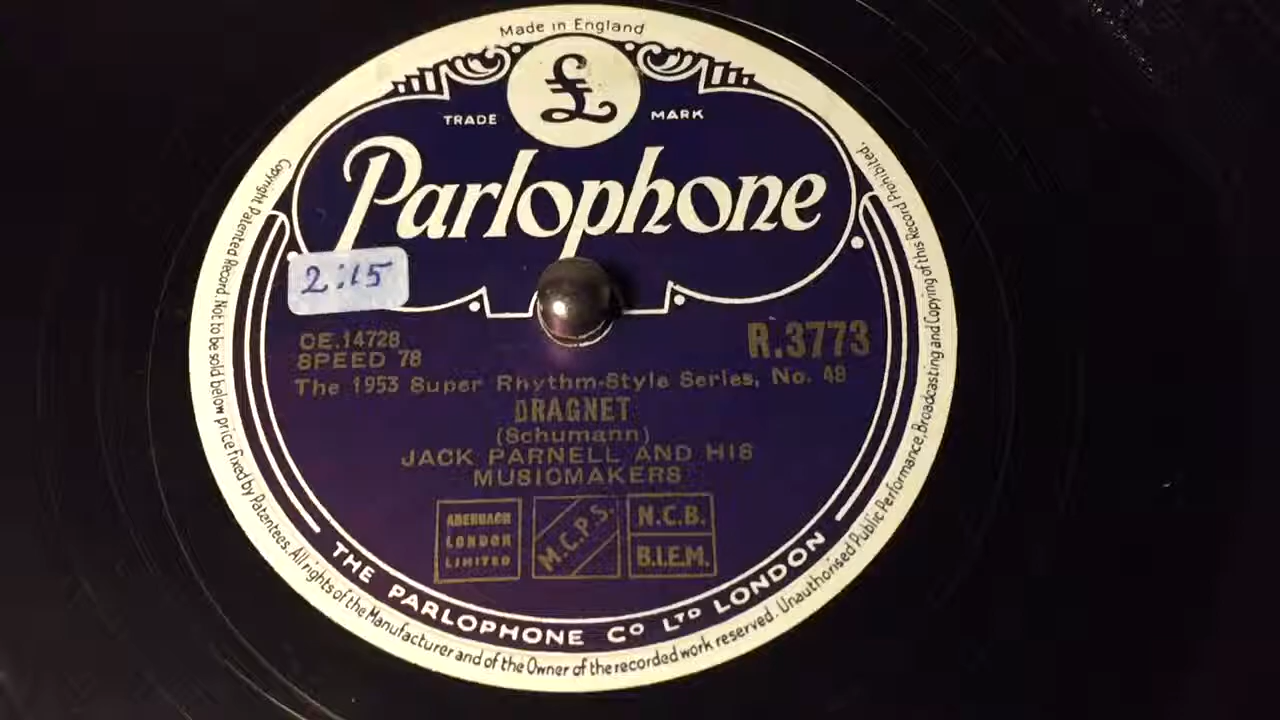 Made in England
£
TRADE MARK
Parlophone
2:15
CE.14728
SPEED 78
R.3773
The 1953 Super Rhythm-Style Series, No. 48
DRAGNET
(Schumann)
JACK PARNELL AND HIS
MUSICMAKERS
ABERBACH
LONDON
LIMITED
M.C.P.S.
N.C.B.
B.I.E.M.
THE PARLOPHONE CO LTD LONDON
Copyright Patented Record. Not to be sold below price fixed by Patentees. All rights of the Manufacturer and of the Owner of the recorded work reserved. Unauthorised Public Performance, Broadcasting and Copying of this Record Prohibited.